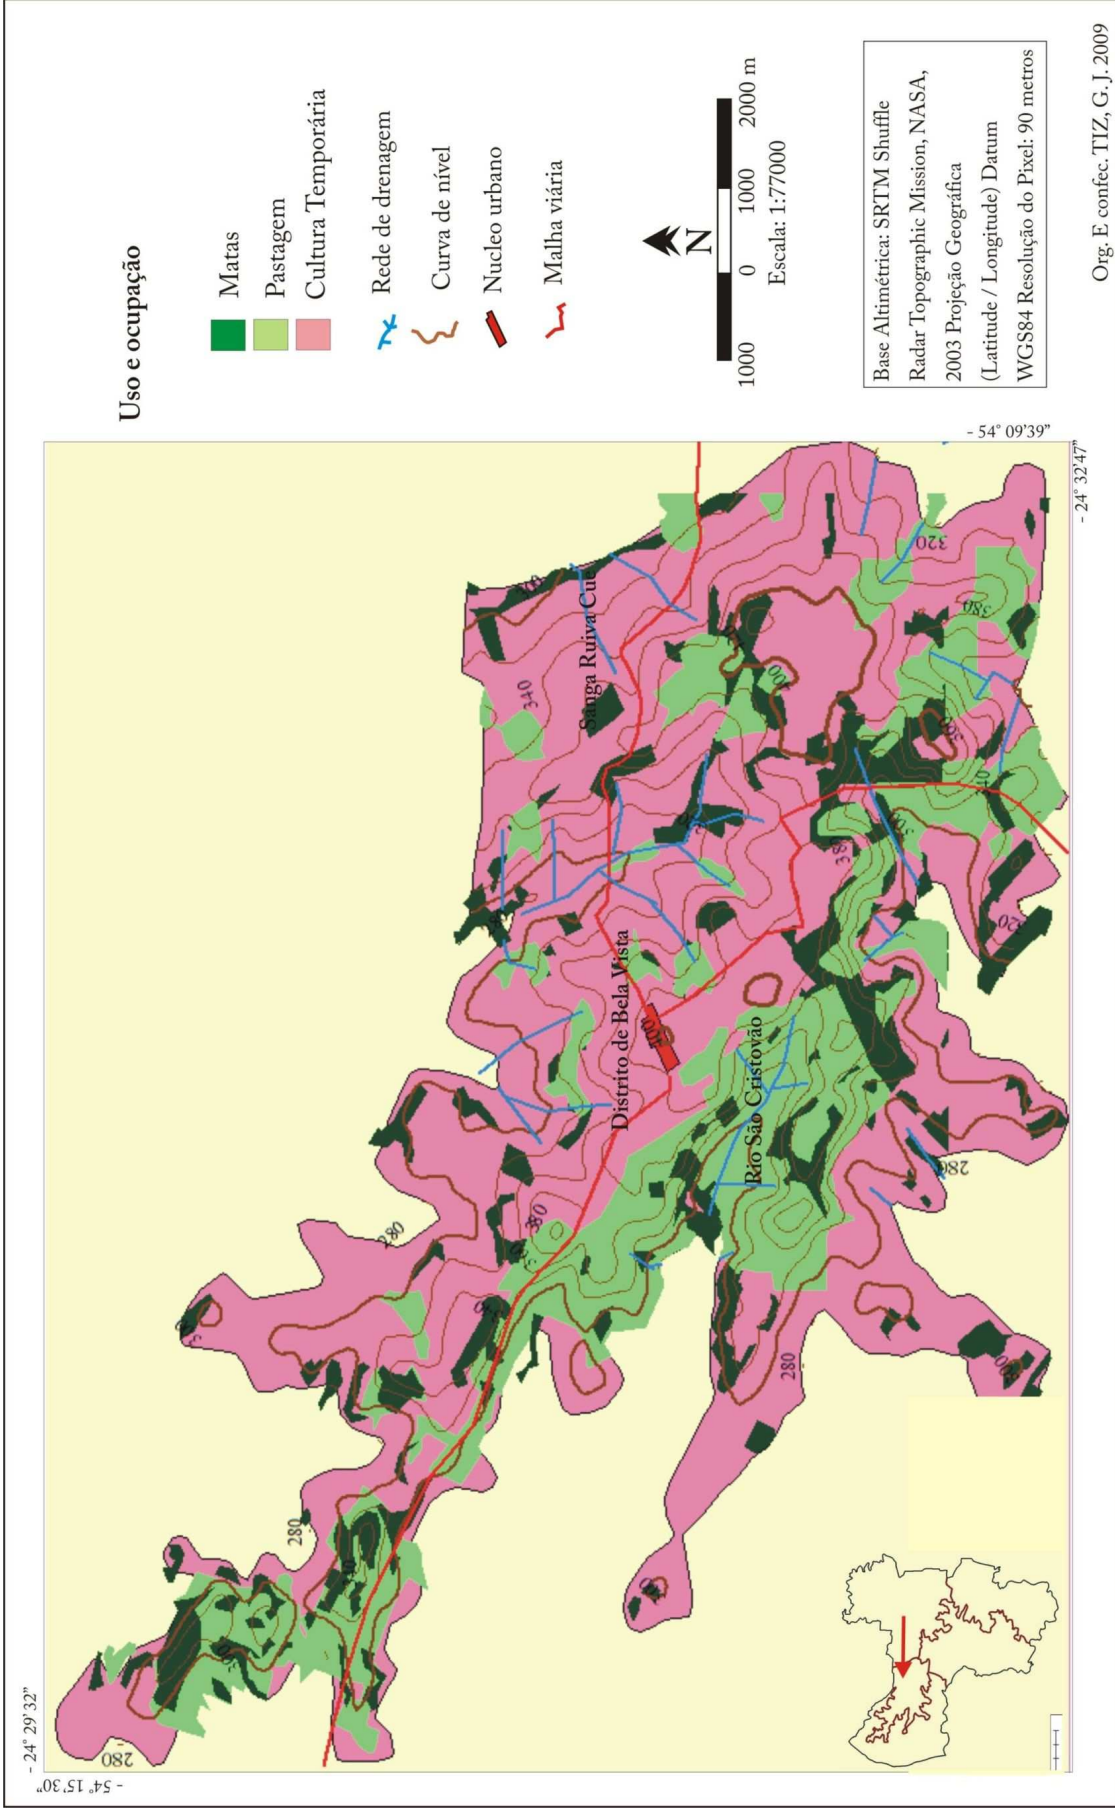 Uso e ocupação
Matas
Pastagem
Cultura Temporária
Rede de drenagem
Curva de nível
Nucleo urbano
Malha viária
N
1000 0 1000 2000 m
Escala: 1:77000
Base Altimétrica: SRTM Shuffle
Radar Topographic Mission, NASA,
2003 Projeção Geográfica
(Latitude / Longitude) Datum
WGS84 Resolução do Pixel: 90 metros
Org. E confec. TIZ, G. J. 2009
- 24° 29'32"
- 54° 15'30"
- 54° 09'39"
- 24° 32'47"
Sanga Ruiva Cue
Distrito de Bela Vista
Rio São Cristovão
280
280
280
280
280
340
380
380
380
320
320
400